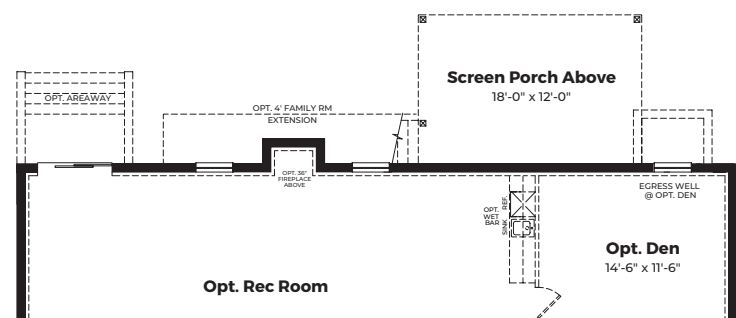 Screen Porch Above
18'-0" x 12'-0"
OPT. AREAWAY
OPT. 4' FAMILY RM
EXTENSION
OPT. 36"
FIREPLACE
ABOVE
EGRESS WELL
@ OPT. DEN
OPT.
WET
BAR
REF.
SINK
Opt. Den
14'-6" x 11'-6"
Opt. Rec Room